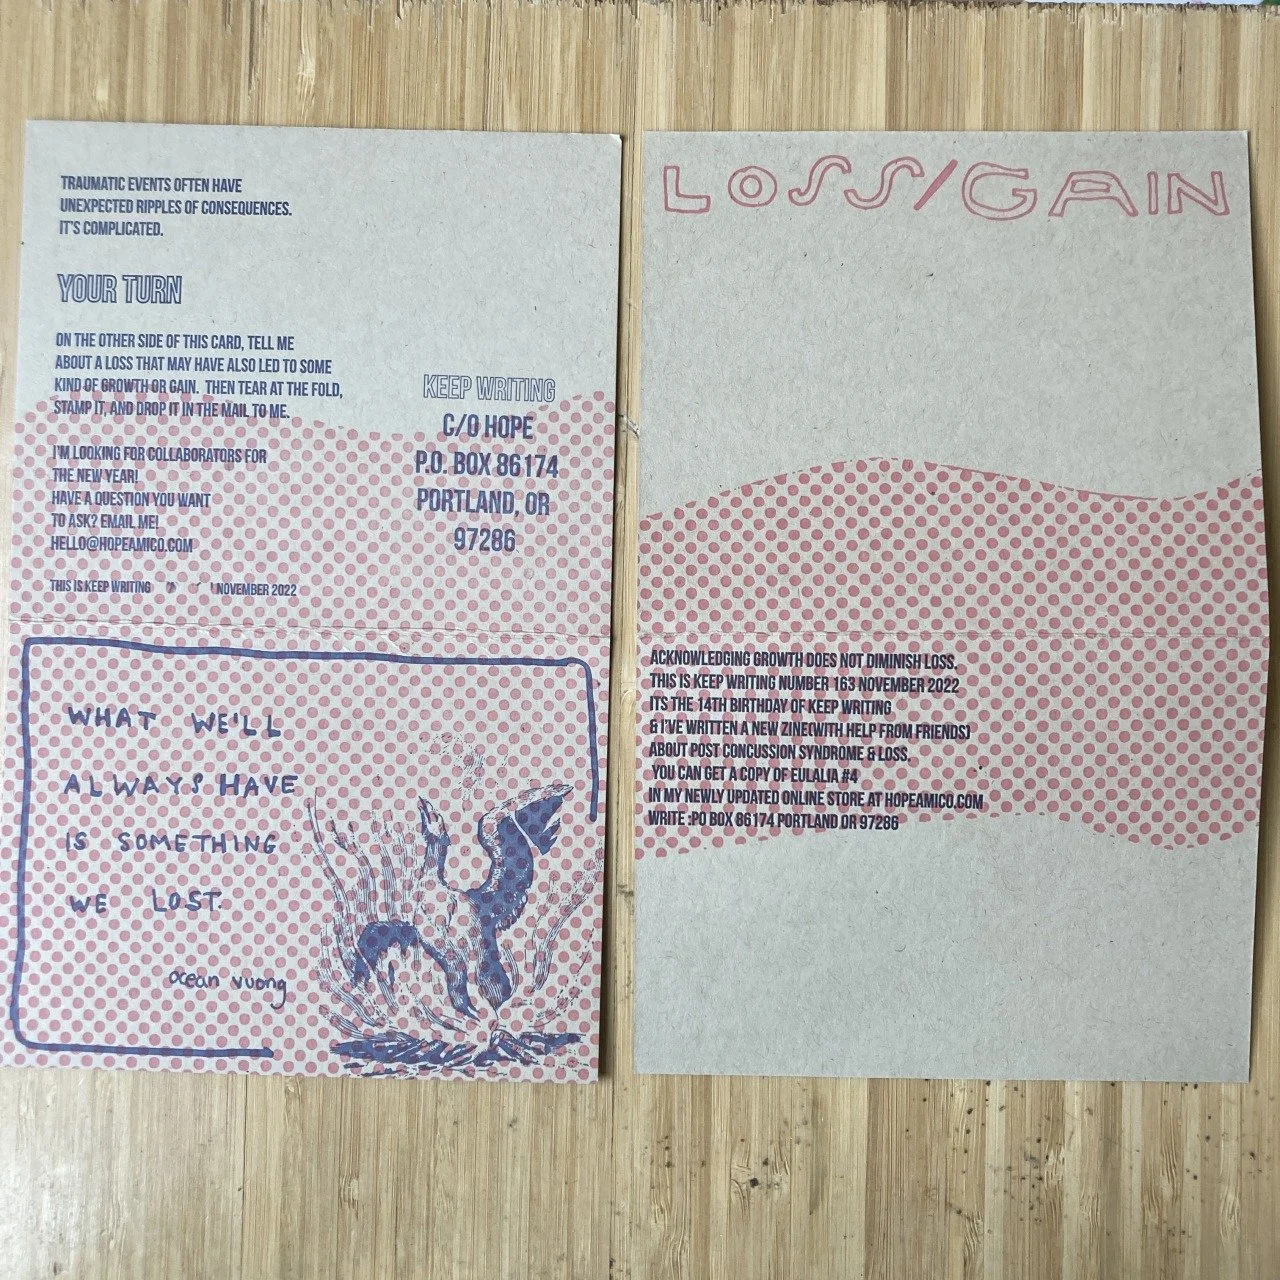 TRAUMATIC EVENTS OFTEN HAVE
UNEXPECTED RIPPLES OF CONSEQUENCES.
IT'S COMPLICATED.
YOUR TURN
ON THE OTHER SIDE OF THIS CARD, TELL ME
ABOUT A LOSS THAT MAY HAVE ALSO LED TO SOME
KIND OF GROWTH OR GAIN. THEN TEAR AT THE FOLD,
STAMP IT, AND DROP IT IN THE MAIL TO ME.
I'M LOOKING FOR COLLABORATORS FOR
THE NEW YEAR!
HAVE A QUESTION YOU WANT
TO ASK? EMAIL ME!
HELLO@HOPEAMICO.COM
THIS IS KEEP WRITING NOVEMBER 2022
KEEP WRITING
C/O HOPE
P.O. BOX 86174
PORTLAND, OR
97286
WHAT WE'LL
ALWAYS HAVE
IS SOMETHING
WE LOST.
ocean vuong
LOSS/GAIN
ACKNOWLEDGING GROWTH DOES NOT DIMINISH LOSS.
THIS IS KEEP WRITING NUMBER 163 NOVEMBER 2022
ITS THE 14TH BIRTHDAY OF KEEP WRITING
& I'VE WRITTEN A NEW ZINE(WITH HELP FROM FRIENDS)
ABOUT POST CONCUSSION SYNDROME & LOSS.
YOU CAN GET A COPY OF EULALIA #4
IN MY NEWLY UPDATED ONLINE STORE AT HOPEAMICO.COM
WRITE :PO BOX 86174 PORTLAND OR 97286